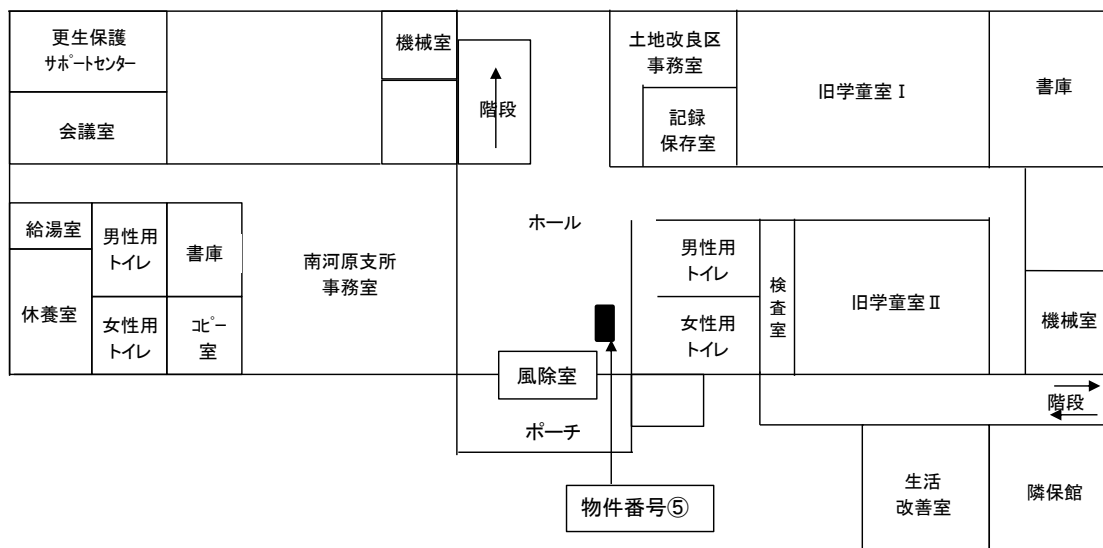 更生保護
ｻﾎﾟｰﾄｾﾝﾀｰ
会議室
機械室
階段
土地改良区
事務室
記録
保存室
旧学童室Ⅰ
書庫
給湯室
男性用
トイレ
書庫
南河原支所
事務室
ホール
男性用
トイレ
検
査
室
旧学童室Ⅱ
機械室
休養室
女性用
トイレ
ｺﾋﾟｰ
室
女性用
トイレ
風除室
ポーチ
階段
物件番号⑤
生活
改善室
隣保館